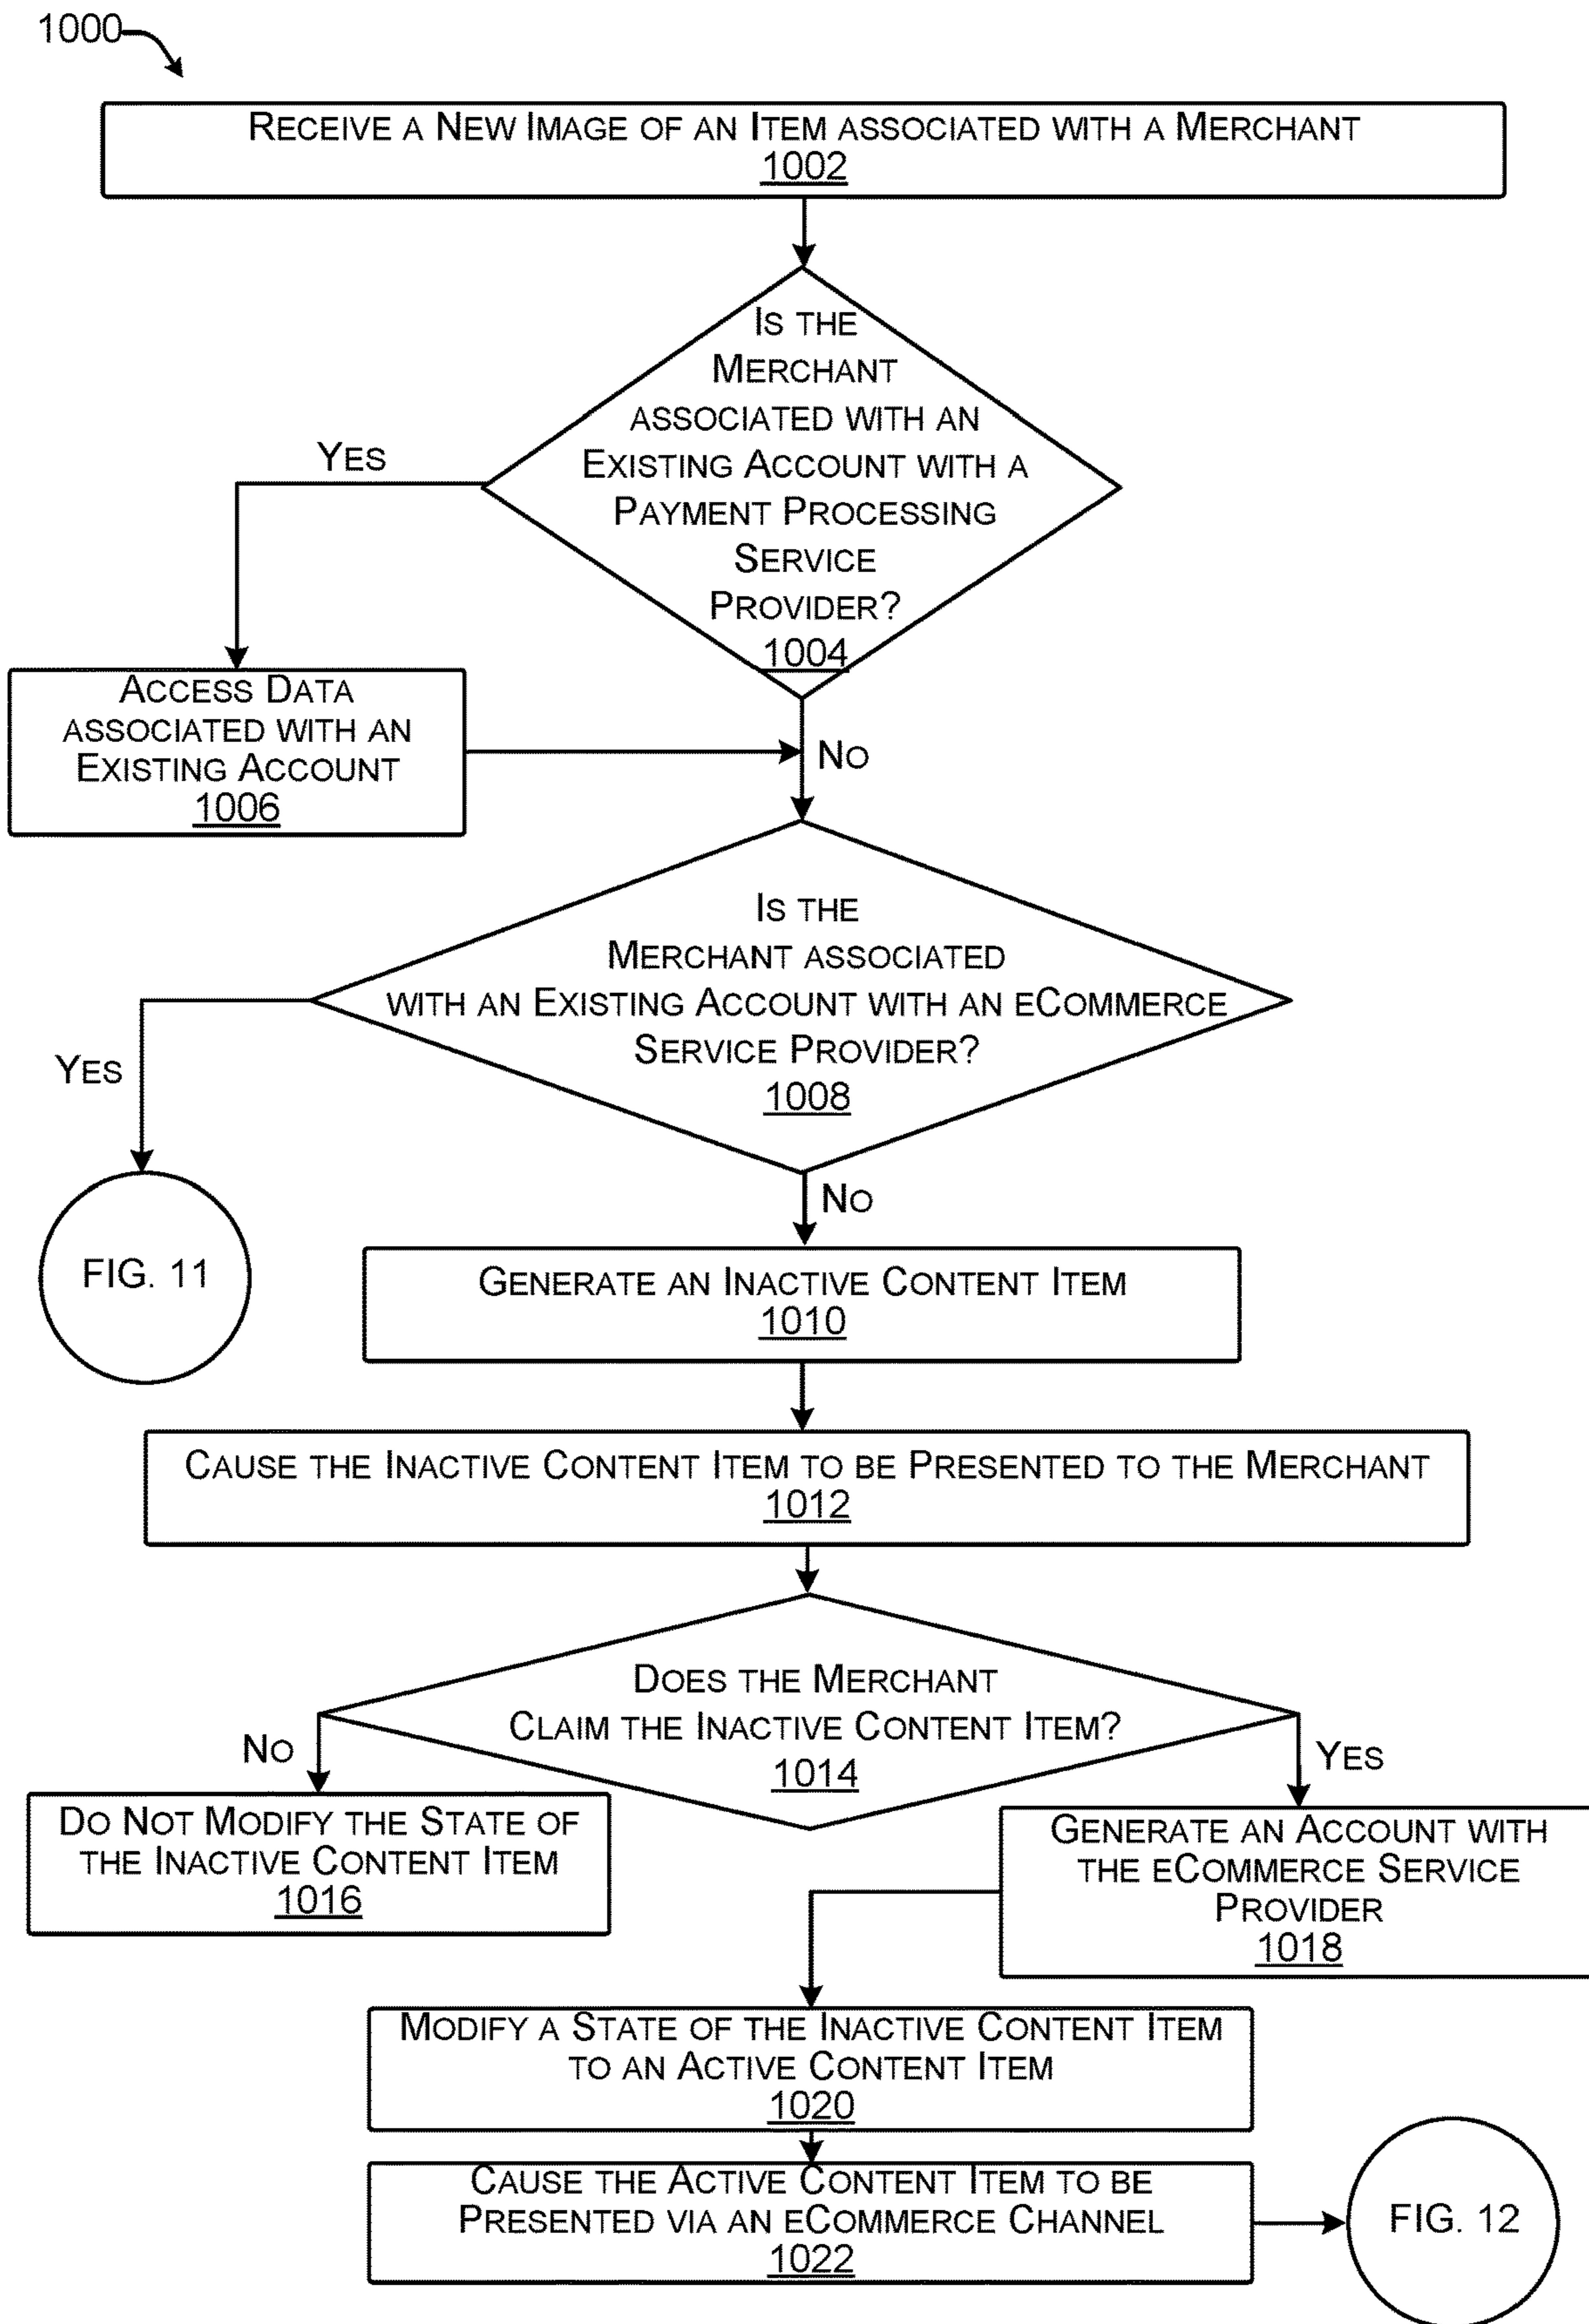 1000
RECEIVE A NEW IMAGE OF AN ITEM ASSOCIATED WITH A MERCHANT
1002
IS THE
MERCHANT
ASSOCIATED WITH AN
EXISTING ACCOUNT WITH A
PAYMENT PROCESSING
SERVICE
PROVIDER?
1004
YES
ACCESS DATA
ASSOCIATED WITH AN
EXISTING ACCOUNT
1006
NO
IS THE
MERCHANT ASSOCIATED
WITH AN EXISTING ACCOUNT WITH AN ECOMMERCE
SERVICE PROVIDER?
1008
YES
FIG. 11
NO
GENERATE AN INACTIVE CONTENT ITEM
1010
CAUSE THE INACTIVE CONTENT ITEM TO BE PRESENTED TO THE MERCHANT
1012
DOES THE MERCHANT
CLAIM THE INACTIVE CONTENT ITEM?
1014
NO
DO NOT MODIFY THE STATE OF
THE INACTIVE CONTENT ITEM
1016
YES
GENERATE AN ACCOUNT WITH
THE ECOMMERCE SERVICE
PROVIDER
1018
MODIFY A STATE OF THE INACTIVE CONTENT ITEM
TO AN ACTIVE CONTENT ITEM
1020
CAUSE THE ACTIVE CONTENT ITEM TO BE
PRESENTED VIA AN ECOMMERCE CHANNEL
1022
FIG. 12